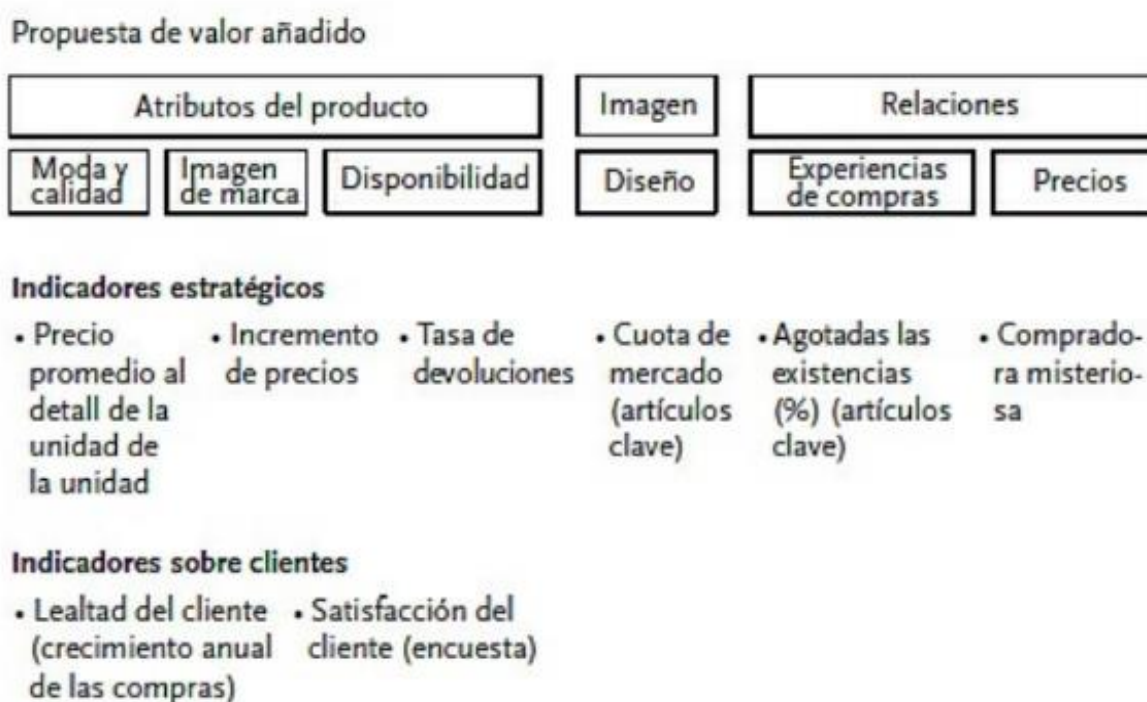 Propuesta de valor añadido
Atributos del producto
Imagen
Relaciones
Moda y
calidad
Imagen
de marca
Disponibilidad
Diseño
Experiencias
de compras
Precios
Indicadores estratégicos
• Precio
promedio al
detall de la
unidad de
la unidad
• Incremento
de precios
• Tasa de
devoluciones
• Cuota de
mercado
(artículos
clave)
• Agotadas las
existencias
(%) (artículos
clave)
• Comprado-
ra misterio-
sa
Indicadores sobre clientes
• Lealtad del cliente
(crecimiento anual
de las compras)
• Satisfacción del
cliente (encuesta)